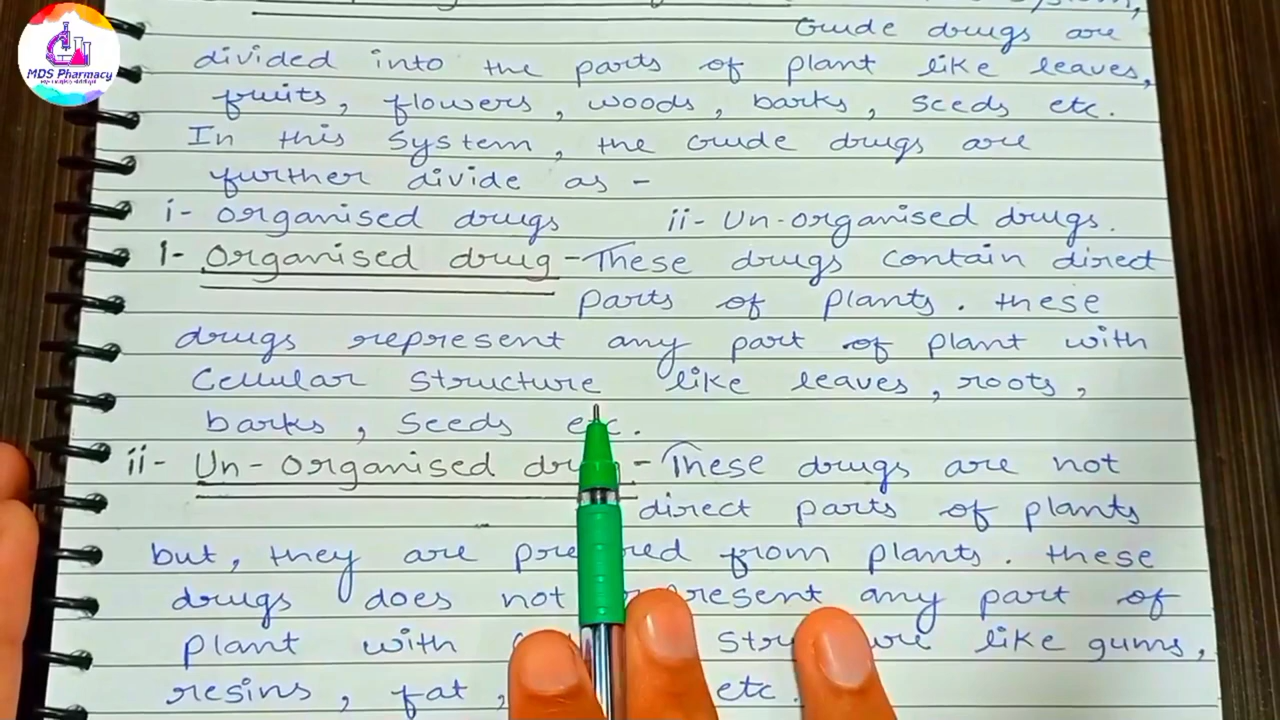 MDS Pharmacy
Crude drugs are
divided into the parts of plant like leaves,
fruits, flowers, woods, barks, seeds etc.
In this system, the crude drugs are
further divide as -
i- organised drugs ii- Un-organised drugs.
1- Organised drug - These drugs contain direct
parts of plants. these
drugs represent any part of plant with
Cellular structure like leaves, roots,
barks, seeds etc.
ii- Un-organised - These drugs are not
direct parts of plants
but, they are from plants. these
drugs does not any part of
plant with like gums,
resins, fat, etc.